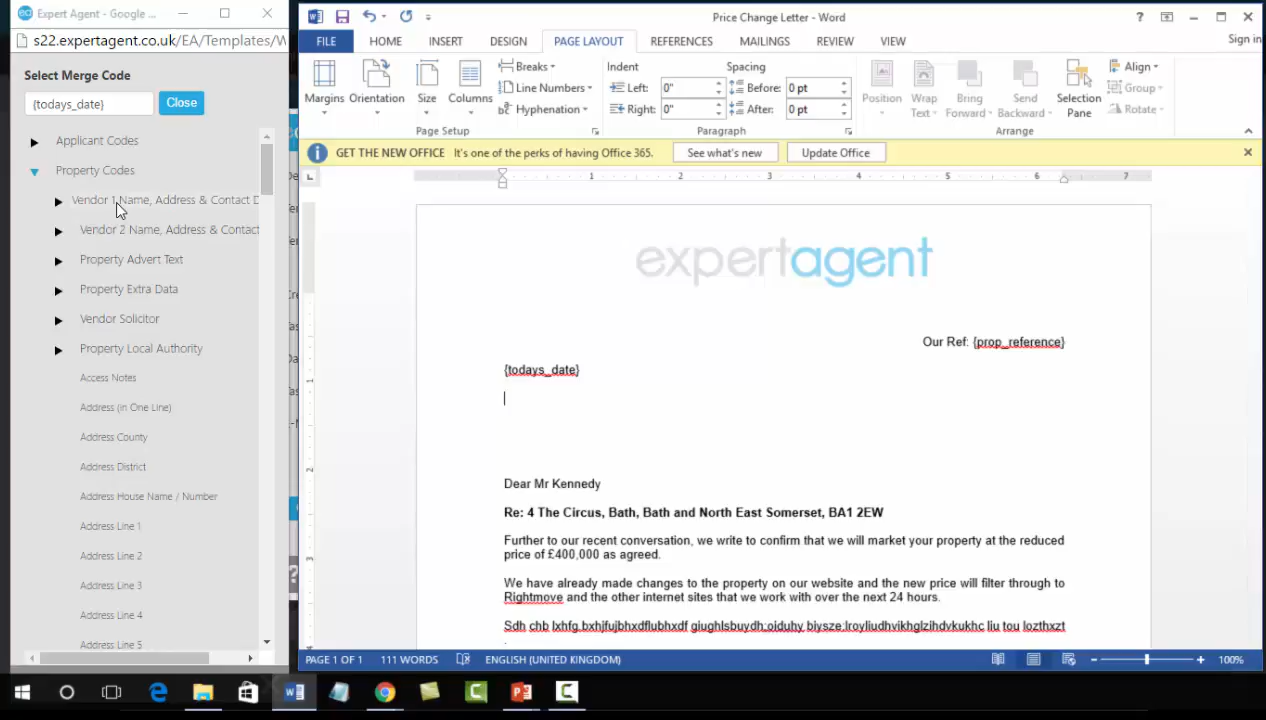 Expert Agent - Google ...
s22.expertagent.co.uk/EA/Templates/W
Select Merge Code
{todays_date}
Close
Applicant Codes
Property Codes
Vendor 1 Name, Address & Contact D
Vendor 2 Name, Address & Contact
Property Advert Text
Property Extra Data
Vendor Solicitor
Property Local Authority
Access Notes
Address (in One Line)
Address County
Address District
Address House Name / Number
Address Line 1
Address Line 2
Address Line 3
Address Line 4
Address Line 5
Price Change Letter - Word
FILE HOME INSERT DESIGN PAGE LAYOUT REFERENCES MAILINGS REVIEW VIEW Sign in
Margins Orientation Size Columns
Breaks
Line Numbers
Hyphenation
Page Setup
Indent Spacing
Left: 0" Before: 0 pt
Right: 0" After: 0 pt
Paragraph
Position Wrap Text Bring Forward Send Backward Selection Pane
Align
Group
Rotate
Arrange
GET THE NEW OFFICE It's one of the perks of having Office 365. See what's new Update Office
1 2 3 4 5 6 7
expertagent
Our Ref: {prop_reference}
{todays_date}
Dear Mr Kennedy
Re: 4 The Circus, Bath, Bath and North East Somerset, BA1 2EW
Further to our recent conversation, we write to confirm that we will market your property at the reduced
price of £400,000 as agreed.
We have already made changes to the property on our website and the new price will filter through to
Rightmove and the other internet sites that we work with over the next 24 hours.
Sdh chb lxhfg.bxhjfujbhxdflubhxdf giughlsbuydh;ojduhy biysze;lroyliudhvikhglzihdvkukhc liu tou lozthxzt
PAGE 1 OF 1 111 WORDS ENGLISH (UNITED KINGDOM) 100%